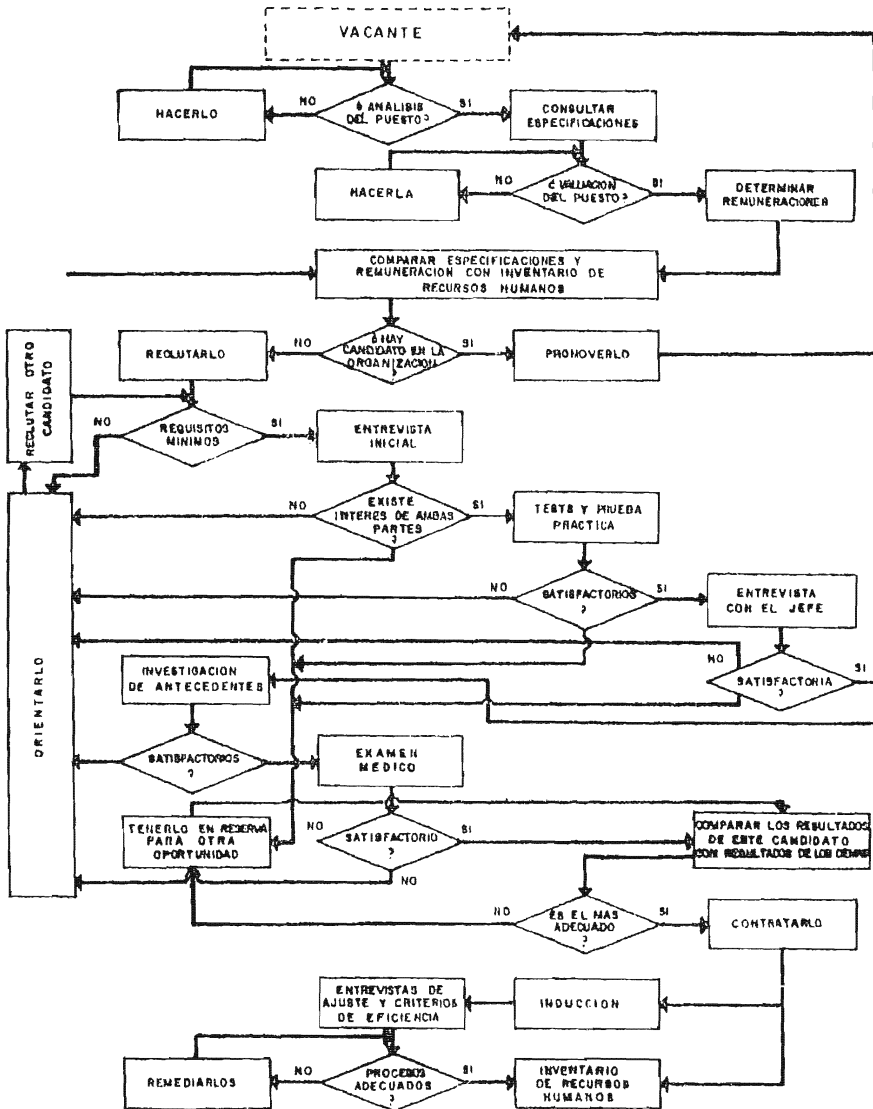 VACANTE
HACERLO
NO
¿ ANALISIS
DEL PUESTO?
SI
CONSULTAR
ESPECIFICACIONES
HACERLA
NO
¿ VALUACION
DEL PUESTO?
SI
DETERMINAR
REMUNERACIONES
COMPARAR ESPECIFICACIONES Y
REMUNERACION CON INVENTARIO DE
RECURSOS HUMANOS
RECLUTAR OTRO
CANDIDATO
RECLUTARLO
NO
¿ HAY
CANDIDATO EN LA
ORGANIZACION
?
SI
PROMOVERLO
NO
REQUISITOS
MINIMOS
SI
ENTREVISTA
INICIAL
NO
EXISTE
INTERES DE AMBAS
PARTES
?
SI
TESTS Y PRUEBA
PRACTICA
NO
SATISFACTORIOS
?
SI
ENTREVISTA
CON EL JEFE
ORIENTARLO
INVESTIGACION
DE ANTECEDENTES
NO
SATISFACTORIA
?
SI
SATISFACTORIOS
?
EXAMEN
MEDICO
TENERLO EN RESERVA
PARA OTRA
OPORTUNIDAD
NO
SATISFACTORIO
?
SI
COMPARAR LOS RESULTADOS
DE ESTE CANDIDATO
CON RESULTADOS DE LOS DEMAS
NO
NO
ES EL MAS
ADECUADO
?
SI
CONTRATARLO
ENTREVISTAS DE
AJUSTE Y CRITERIOS
DE EFICIENCIA
INDUCCION
REMEDIARLOS
NO
PROCESOS
ADECUADOS
?
SI
INVENTARIO
DE RECURSOS
HUMANOS